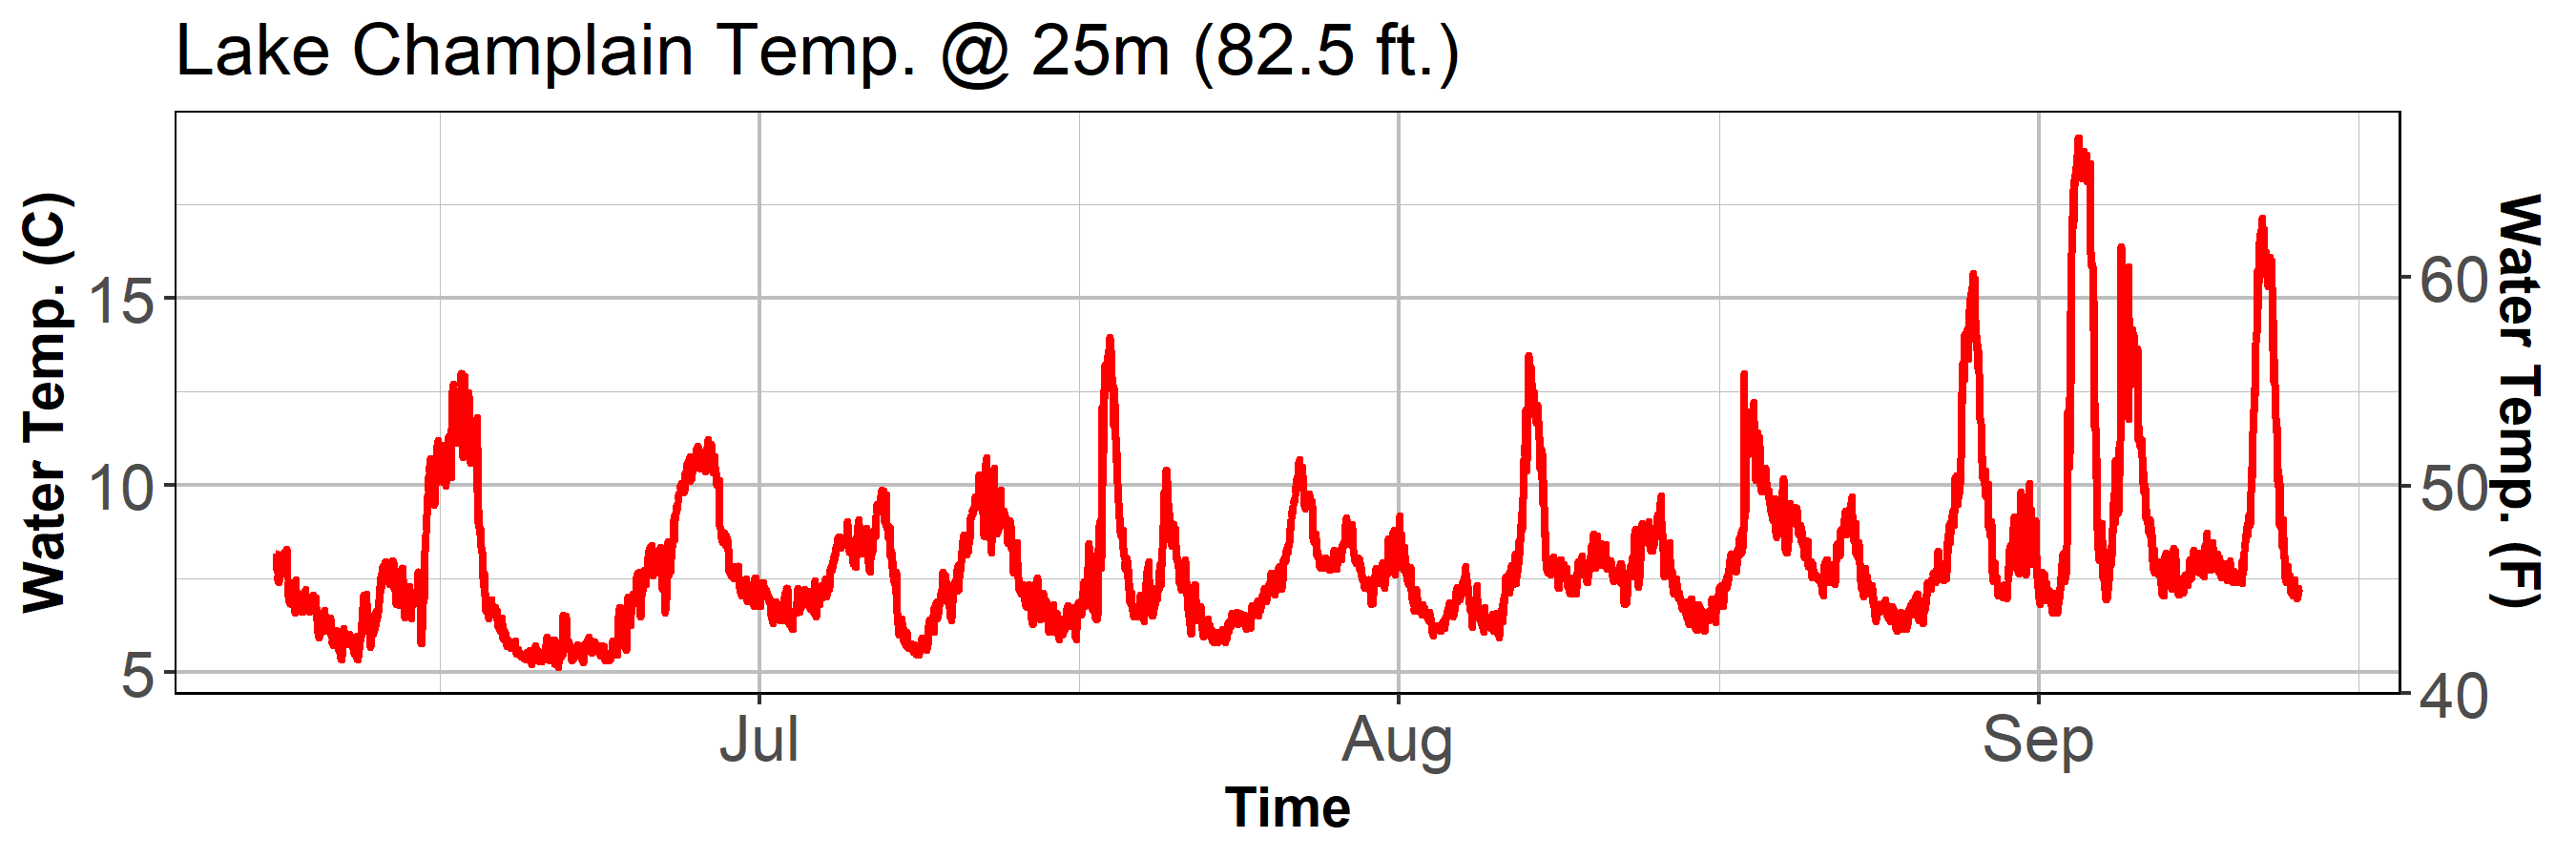 Lake Champlain Temp. @ 25m (82.5 ft.)
Water Temp. (C)
15
10
5
60
50
40
Water Temp. (F)
Jul Aug Sep
Time